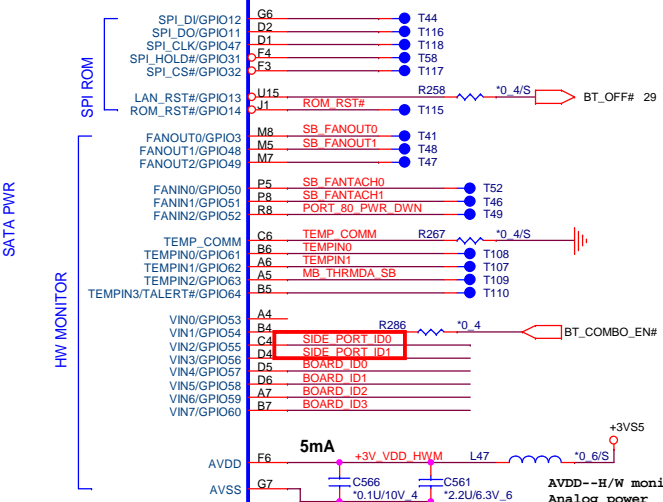 SPI_DI/GPIO12 G6 T44
SPI_DO/GPIO11 D2 T116
SPI_CLK/GPIO47 D1 T118
SPI_HOLD#/GPIO31 F4 T58
SPI_CS#/GPIO32 F3 T117
SPI ROM
LAN_RST#/GPIO13 U15 R258 *0_4/S BT_OFF# 29
ROM_RST#/GPIO14 J1 ROM_RST# T115
FANOUT0/GPIO3 M8 SB_FANOUT0 T41
FANOUT1/GPIO48 M5 SB_FANOUT1 T48
FANOUT2/GPIO49 M7 T47
SATA PWR
FANIN0/GPIO50 P5 SB_FANTACH0 T52
FANIN1/GPIO51 P8 SB_FANTACH1 T46
FANIN2/GPIO52 R8 PORT_80_PWR_DWN T49
TEMP_COMM C6 TEMP_COMM R267 *0_4/S
TEMPIN0/GPIO61 B6 TEMPIN0 T108
TEMPIN1/GPIO62 A6 TEMPIN1 T107
TEMPIN2/GPIO63 A5 MB_THRMDA_SB T109
TEMPIN3/TALERT#/GPIO64 B5 T110
HW MONITOR
VIN0/GPIO53 A4
VIN1/GPIO54 B4 R286 *0_4 BT_COMBO_EN#
VIN2/GPIO55 C4 SIDE_PORT_ID0
VIN3/GPIO56 D4 SIDE_PORT_ID1
VIN4/GPIO57 D5 BOARD_ID0
VIN5/GPIO58 D6 BOARD_ID1
VIN6/GPIO59 A7 BOARD_ID2
VIN7/GPIO60 B7 BOARD_ID3
+3VS5
5mA
AVDD F6 +3V_VDD_HWM L47 *0_6/S
AVSS G7 C566 C561 AVDD--H/W moni
*0.1U/10V_4 *2.2U/6.3V_6 Analog power